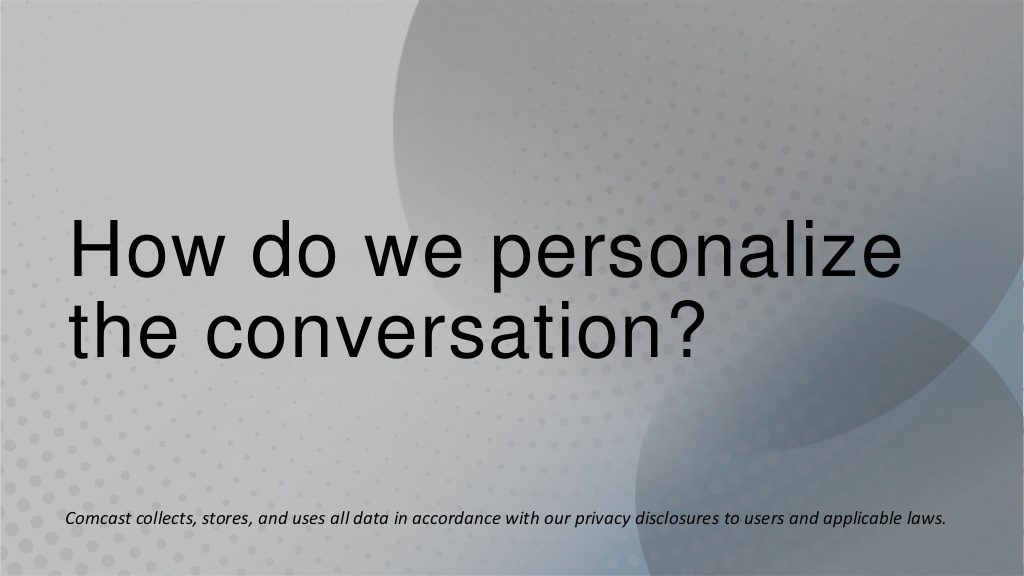 How do we personalize
the conversation?
Comcast collects, stores, and uses all data in accordance with our privacy disclosures to users and applicable laws.